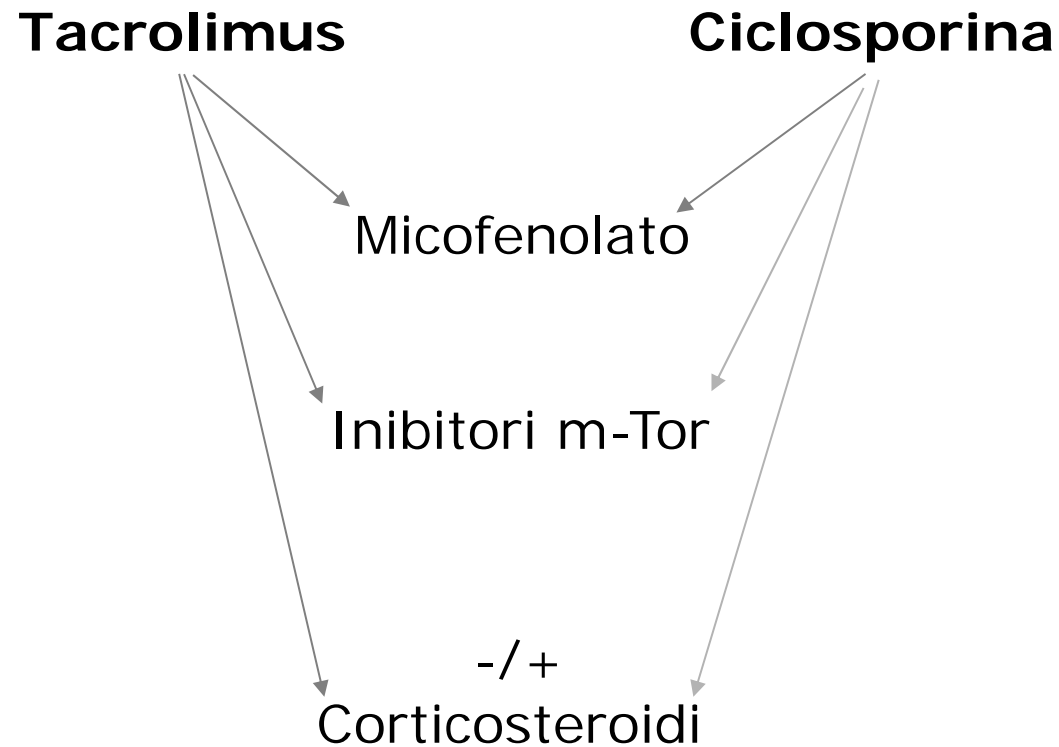 Tacrolimus Ciclosporina
Micofenolato
Inibitori m-Tor
-/+
Corticosteroidi